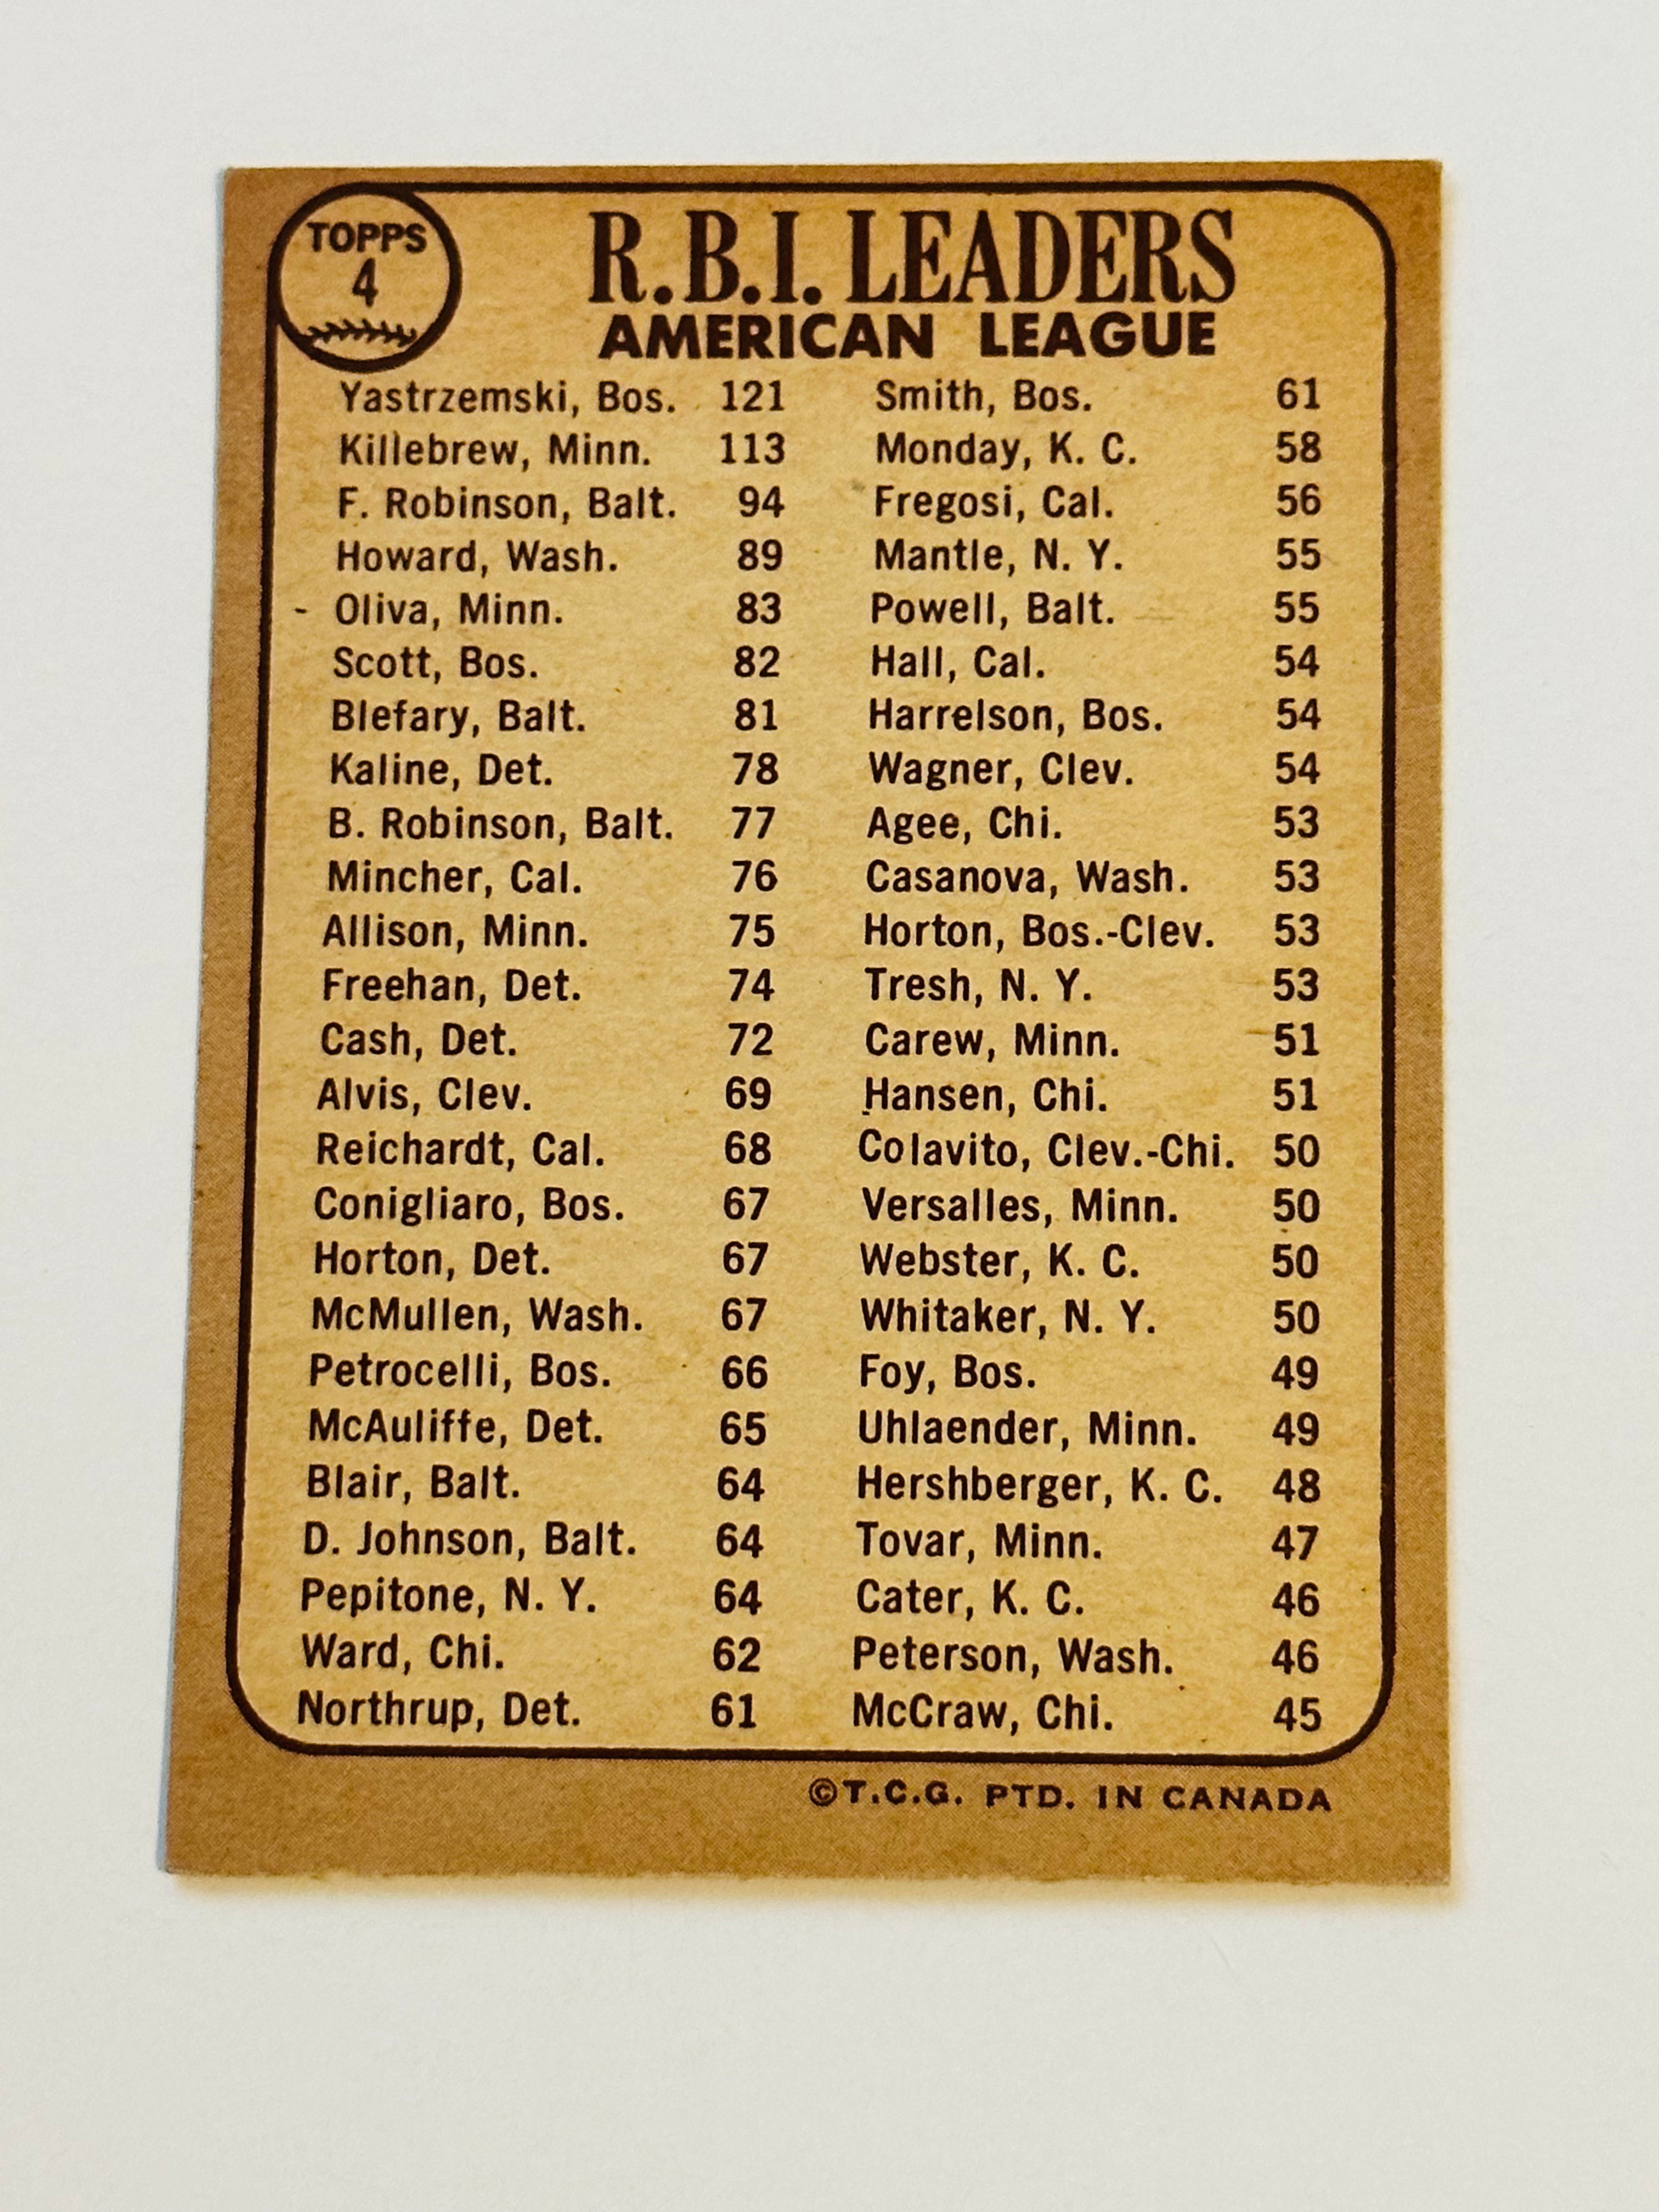 TOPPS
4
R.B.I. LEADERS
AMERICAN LEAGUE
Yastrzemski, Bos. 121
Killebrew, Minn. 113
F. Robinson, Balt. 94
Howard, Wash. 89
- Oliva, Minn. 83
Scott, Bos. 82
Blefary, Balt. 81
Kaline, Det. 78
B. Robinson, Balt. 77
Mincher, Cal. 76
Allison, Minn. 75
Freehan, Det. 74
Cash, Det. 72
Alvis, Clev. 69
Reichardt, Cal. 68
Conigliaro, Bos. 67
Horton, Det. 67
McMullen, Wash. 67
Petrocelli, Bos. 66
McAuliffe, Det. 65
Blair, Balt. 64
D. Johnson, Balt. 64
Pepitone, N. Y. 64
Ward, Chi. 62
Northrup, Det. 61
Smith, Bos. 61
Monday, K. C. 58
Fregosi, Cal. 56
Mantle, N. Y. 55
Powell, Balt. 55
Hall, Cal. 54
Harrelson, Bos. 54
Wagner, Clev. 54
Agee, Chi. 53
Casanova, Wash. 53
Horton, Bos.-Clev. 53
Tresh, N. Y. 53
Carew, Minn. 51
Hansen, Chi. 51
Colavito, Clev.-Chi. 50
Versalles, Minn. 50
Webster, K. C. 50
Whitaker, N. Y. 50
Foy, Bos. 49
Uhlaender, Minn. 49
Hershberger, K. C. 48
Tovar, Minn. 47
Cater, K. C. 46
Peterson, Wash. 46
McCraw, Chi. 45
©T.C.G. PTD. IN CANADA